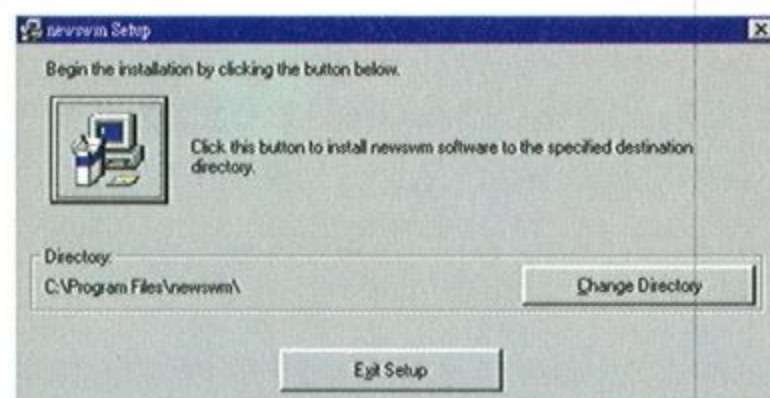 newswm Setup
Begin the installation by clicking the button below.
Click this button to install newswm software to the specified destination
directory.
Directory:
C:\Program Files\newswm\
Change Directory
Exit Setup